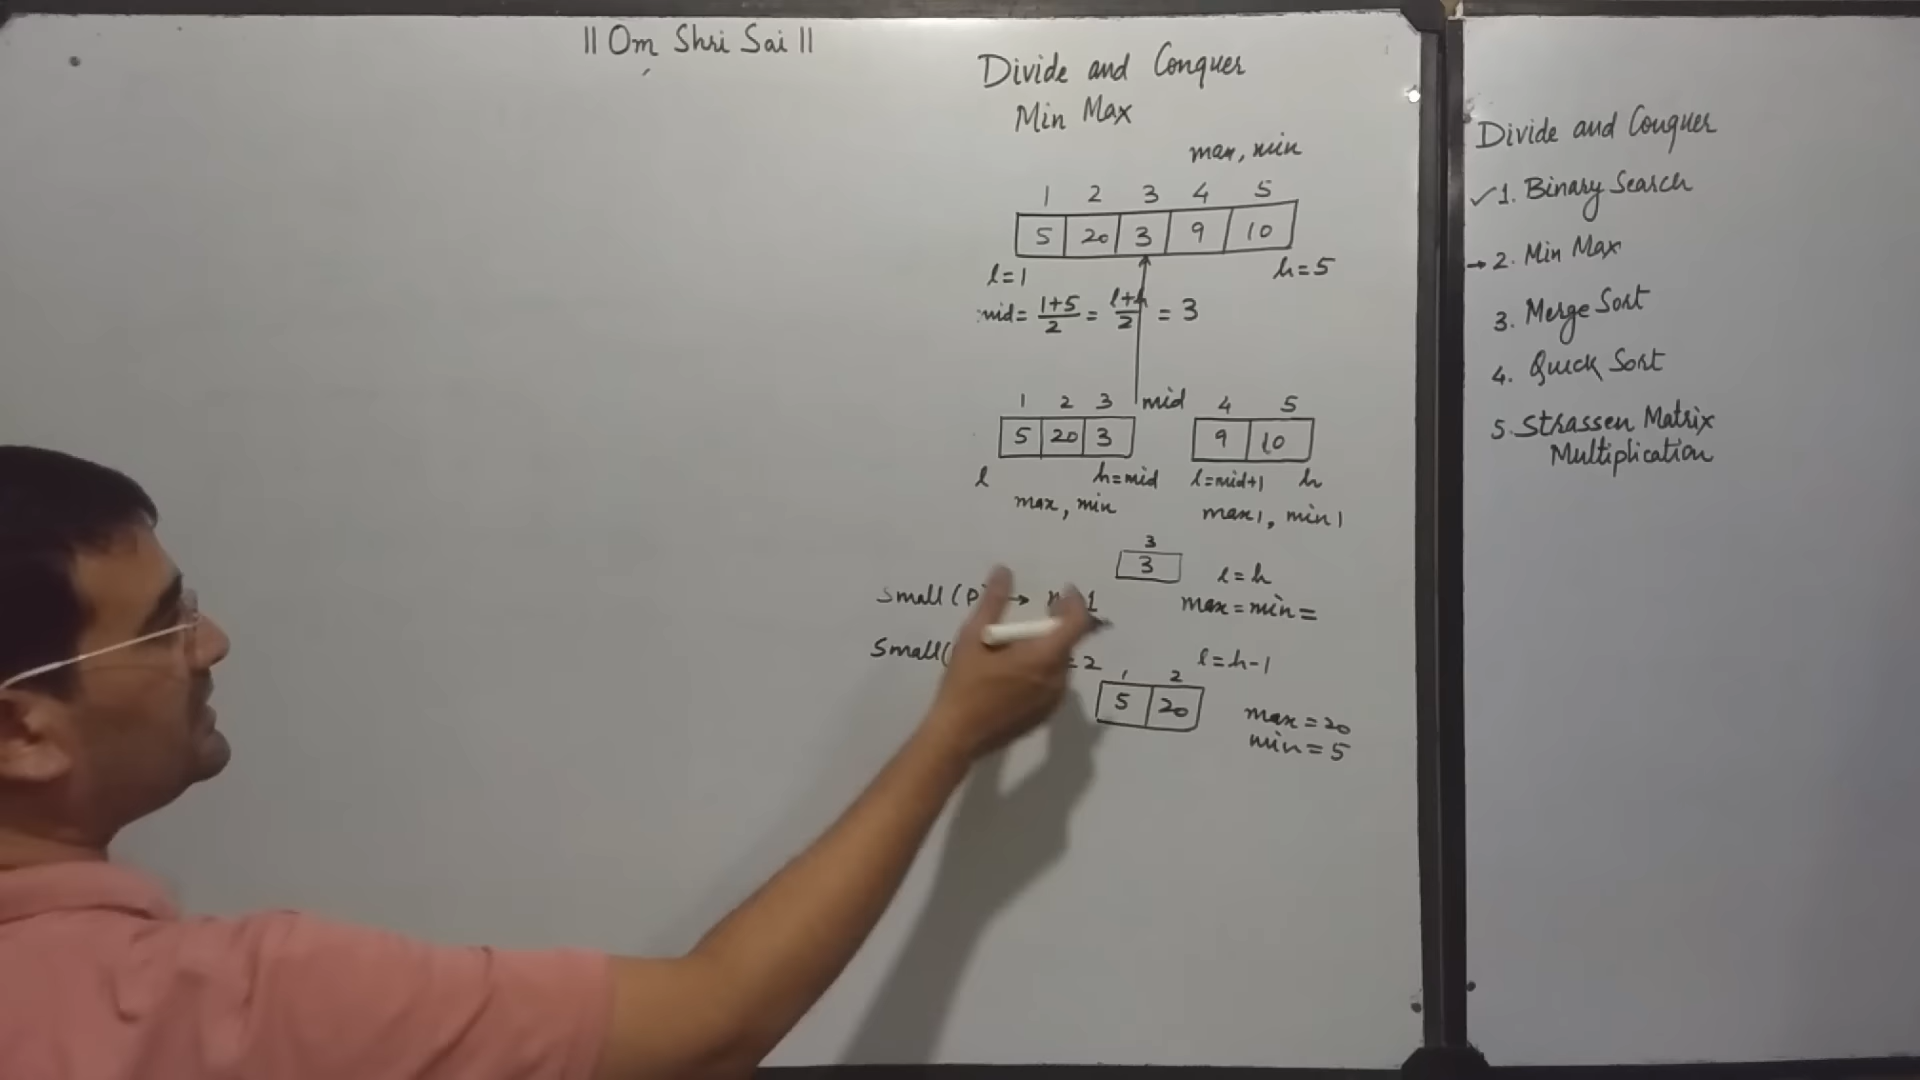 || Om Shri Sai ||
Divide and Conquer
Min Max
max, min
1 2 3 4 5
5 20 3 9 10
l=1 h=5
mid= 1+5/2 = l+h/2 = 3
1 2 3 mid 4 5
5 20 3 9 10
l h=mid l=mid+1 h
max, min max1, min1
3
3 l=h
Small(P) → 1 max=min=
Small( =2 l=h-1
1 2
5 20 max=20
min=5
Divide and Conquer
✓1. Binary Search
→2. Min Max
3. Merge Sort
4. Quick Sort
5. Strassen Matrix
Multiplication